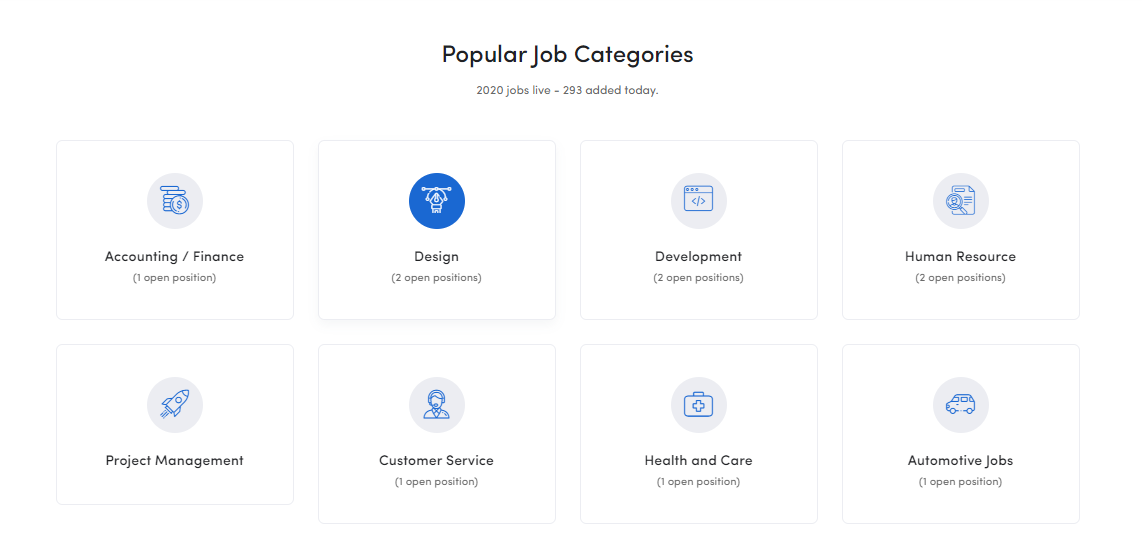 Popular Job Categories
2020 jobs live - 293 added today.
Accounting / Finance
(1 open position)
Design
(2 open positions)
Development
(2 open positions)
Human Resource
(2 open positions)
Project Management
Customer Service
(1 open position)
Health and Care
(1 open position)
Automotive Jobs
(1 open position)